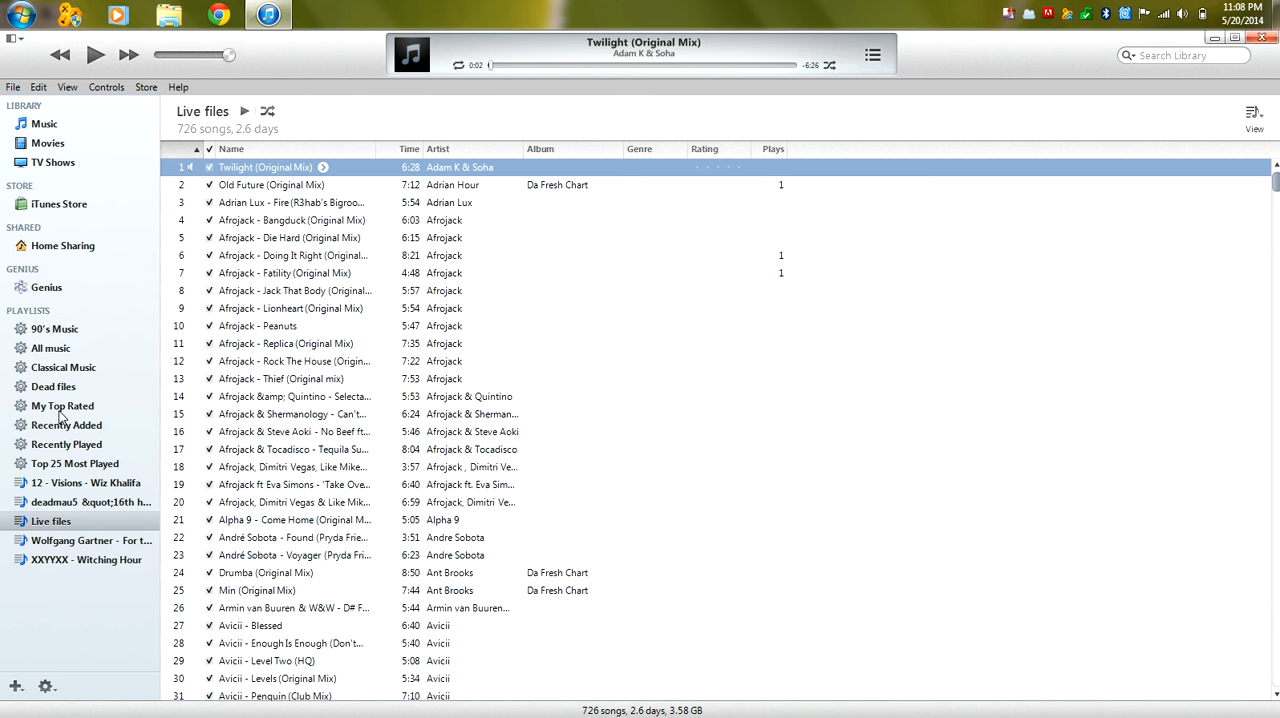 11:08 PM
5/20/2014
Twilight (Original Mix)
Adam K & Soha
0:02 -6:26
Search Library
File Edit View Controls Store Help
LIBRARY
Music
Movies
TV Shows
STORE
iTunes Store
SHARED
Home Sharing
GENIUS
Genius
PLAYLISTS
90's Music
All music
Classical Music
Dead files
My Top Rated
Recently Added
Recently Played
Top 25 Most Played
12 - Visions - Wiz Khalifa
deadmau5 &quot;16th h...
Live files
Wolfgang Gartner - For t...
XXYYXX - Witching Hour
Live files
726 songs, 2.6 days
View
Name Time Artist Album Genre Rating Plays
1 Twilight (Original Mix) 6:28 Adam K & Soha
2 Old Future (Original Mix) 7:12 Adrian Hour Da Fresh Chart 1
3 Adrian Lux - Fire (R3hab's Bigroo... 5:54 Adrian Lux
4 Afrojack - Bangduck (Original Mix) 6:03 Afrojack
5 Afrojack - Die Hard (Original Mix) 6:15 Afrojack
6 Afrojack - Doing It Right (Original... 8:21 Afrojack 1
7 Afrojack - Fatility (Original Mix) 4:48 Afrojack 1
8 Afrojack - Jack That Body (Original... 5:57 Afrojack
9 Afrojack - Lionheart (Original Mix) 5:54 Afrojack
10 Afrojack - Peanuts 5:47 Afrojack
11 Afrojack - Replica (Original Mix) 7:35 Afrojack
12 Afrojack - Rock The House (Origin... 7:22 Afrojack
13 Afrojack - Thief (Original mix) 7:53 Afrojack
14 Afrojack &amp; Quintino - Selecta... 5:53 Afrojack & Quintino
15 Afrojack & Shermanology - Can't... 6:24 Afrojack & Sherman...
16 Afrojack & Steve Aoki - No Beef ft... 5:46 Afrojack & Steve Aoki
17 Afrojack & Tocadisco - Tequila Su... 8:04 Afrojack & Tocadisco
18 Afrojack, Dimitri Vegas, Like Mike... 3:57 Afrojack , Dimitri Ve...
19 Afrojack ft Eva Simons - 'Take Ove... 6:40 Afrojack ft. Eva Sim...
20 Afrojack, Dimitri Vegas & Like Mik... 6:59 Afrojack, Dimitri Ve...
21 Alpha 9 - Come Home (Original M... 5:05 Alpha 9
22 André Sobota - Found (Pryda Frie... 3:51 Andre Sobota
23 André Sobota - Voyager (Pryda Fri... 6:23 Andre Sobota
24 Drumba (Original Mix) 8:50 Ant Brooks Da Fresh Chart
25 Min (Original Mix) 7:44 Ant Brooks Da Fresh Chart
26 Armin van Buuren & W&W - D# F... 5:44 Armin van Buuren...
27 Avicii - Blessed 6:40 Avicii
28 Avicii - Enough Is Enough (Don't... 5:40 Avicii
29 Avicii - Level Two (HQ) 5:08 Avicii
30 Avicii - Levels (Original Mix) 5:34 Avicii
31 Avicii - Penguin (Club Mix) 7:10 Avicii
726 songs, 2.6 days, 3.58 GB